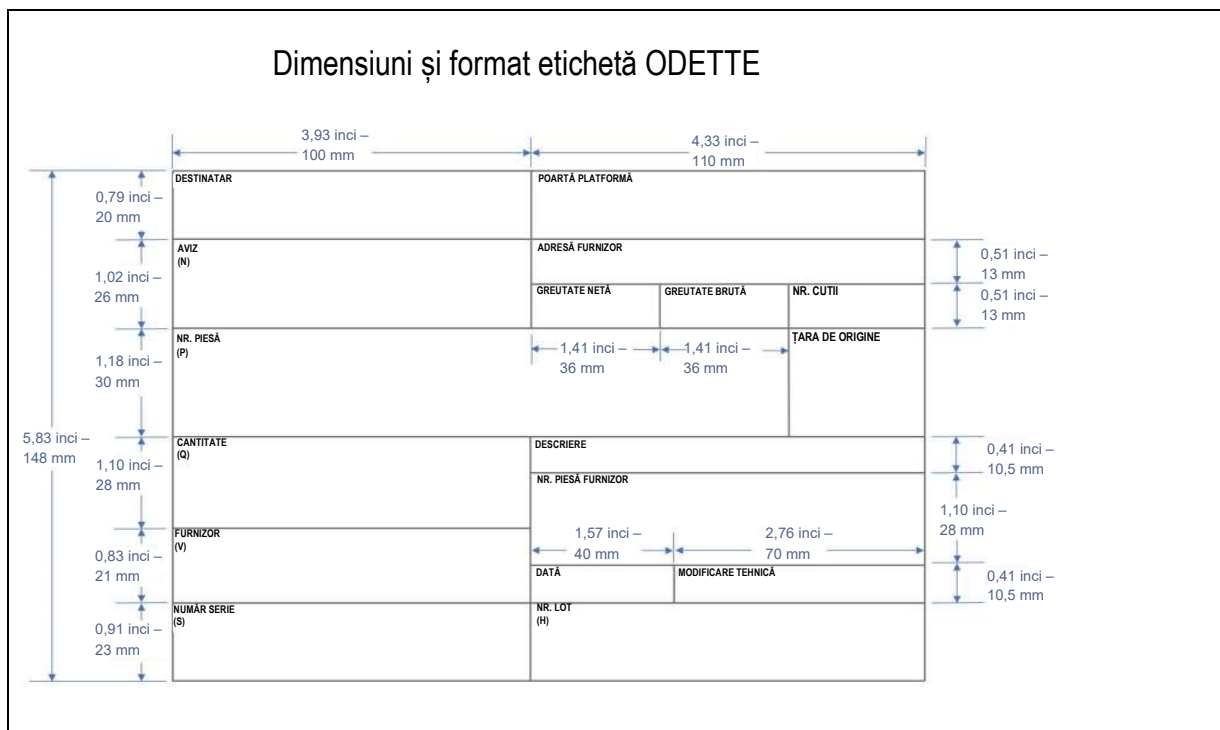 Dimensiuni și format etichetă ODETTE
3,93 inci –
100 mm
4,33 inci –
110 mm
DESTINATAR
POARTĂ PLATFORMĂ
0,79 inci –
20 mm
AVIZ
(N)
ADRESĂ FURNIZOR
0,51 inci –
13 mm
1,02 inci –
26 mm
GREUTATE NETĂ
GREUTATE BRUTĂ
NR. CUTII
0,51 inci –
13 mm
NR. PIESĂ
(P)
ȚARA DE ORIGINE
1,41 inci –
36 mm
1,41 inci –
36 mm
1,18 inci –
30 mm
5,83 inci –
148 mm
CANTITATE
(Q)
DESCRIERE
0,41 inci –
10,5 mm
1,10 inci –
28 mm
NR. PIESĂ FURNIZOR
1,10 inci –
28 mm
FURNIZOR
(V)
1,57 inci –
40 mm
2,76 inci –
70 mm
0,83 inci –
21 mm
DATĂ
MODIFICARE TEHNICĂ
0,41 inci –
10,5 mm
NUMĂR SERIE
(S)
NR. LOT
(H)
0,91 inci –
23 mm